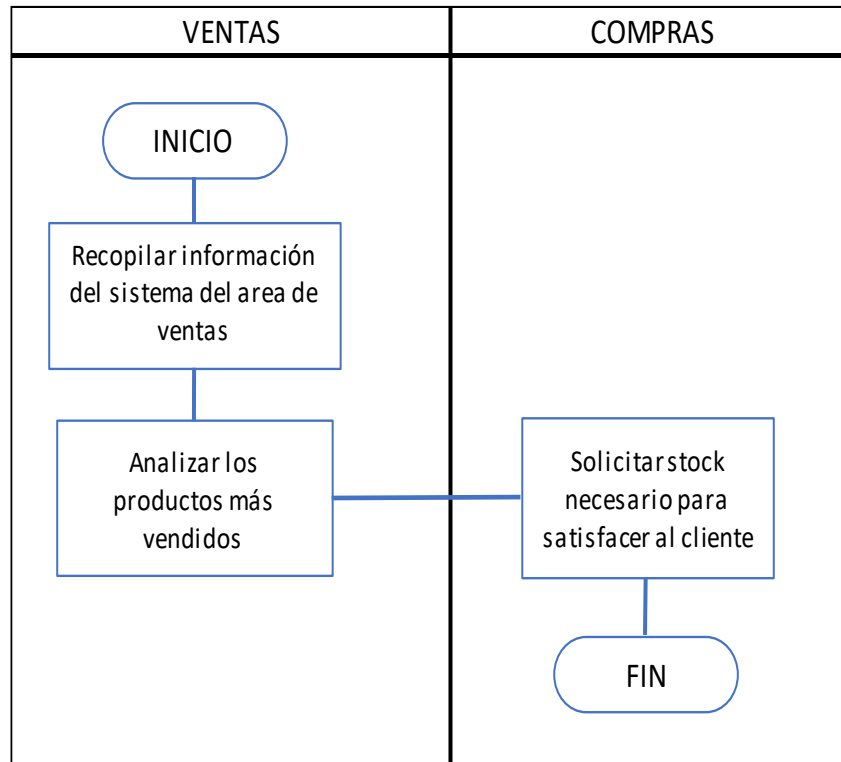 VENTAS
COMPRAS
INICIO
Recopilar información
del sistema del area de
ventas
Analizar los
productos más
vendidos
Solicitar stock
necesario para
satisfacer al cliente
FIN